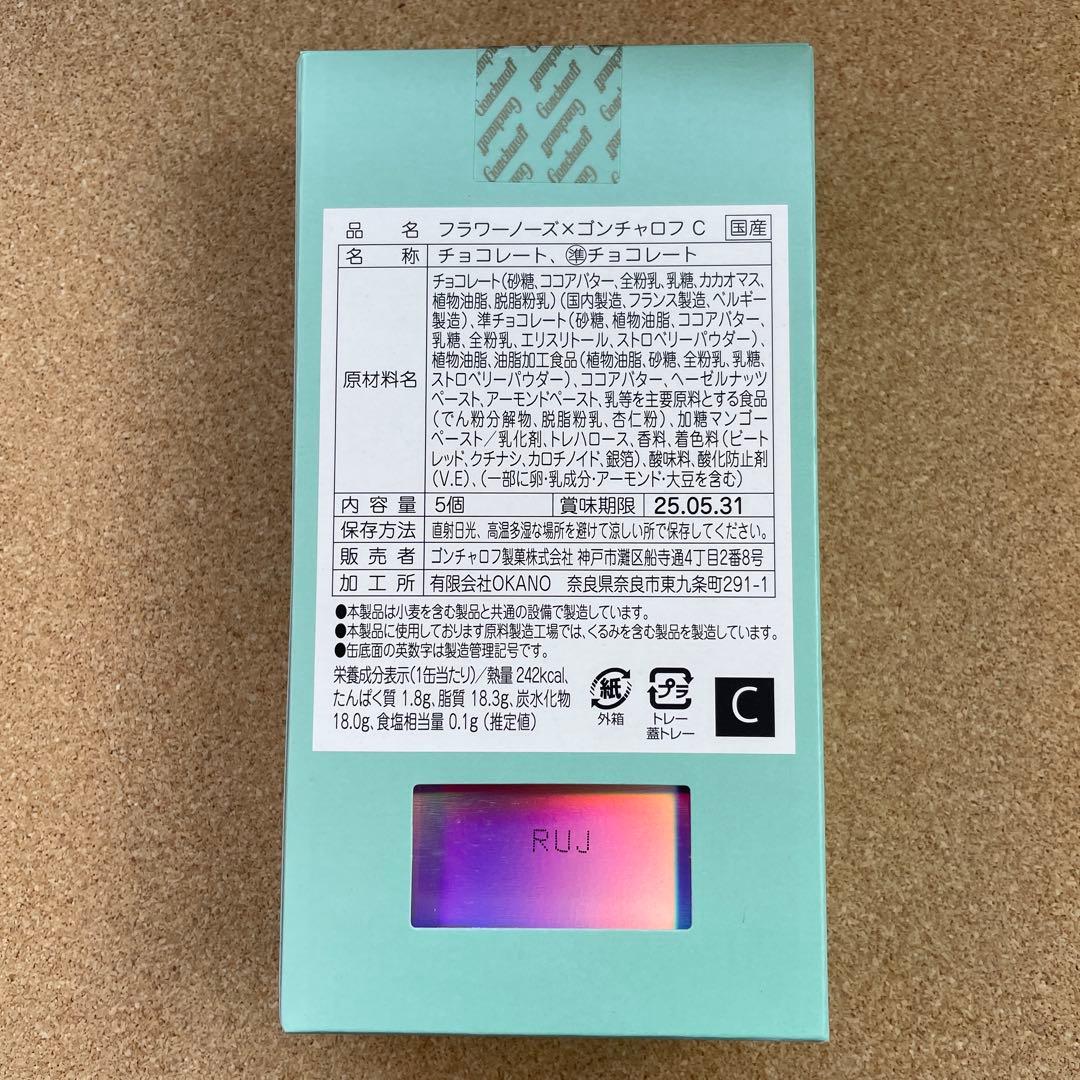 Goncharoff Goncharoff Goncharoff
品名 フラワーノーズ×ゴンチャロフ C 国産
名称 チョコレート、㊟チョコレート
原材料名
チョコレート(砂糖、ココアバター、全粉乳、乳糖、カカオマス、
植物油脂、脱脂粉乳)(国内製造、フランス製造、ベルギー
製造)、準チョコレート(砂糖、植物油脂、ココアバター、
乳糖、全粉乳、エリスリトール、ストロベリーパウダー)、
植物油脂、油脂加工食品(植物油脂、砂糖、全粉乳、乳糖、
ストロベリーパウダー)、ココアバター、ヘーゼルナッツ
ペースト、アーモンドペースト、乳等を主要原料とする食品
(でん粉分解物、脱脂粉乳、杏仁粉)、加糖マンゴー
ペースト/乳化剤、トレハロース、香料、着色料(ビート
レッド、クチナシ、カロチノイド、銀箔)、酸味料、酸化防止剤
(V.E)、(一部に卵・乳成分・アーモンド・大豆を含む)
内容量 5個 賞味期限 25.05.31
保存方法 直射日光、高温多湿な場所を避けて涼しい所で保存してください。
販売者 ゴンチャロフ製菓株式会社 神戸市灘区船寺通4丁目2番8号
加工所 有限会社OKANO 奈良県奈良市東九条町291-1
●本製品は小麦を含む製品と共通の設備で製造しています。
●本製品に使用しております原料製造工場では、くるみを含む製品を製造しています。
●缶底面の英数字は製造管理記号です。
栄養成分表示(1缶当たり)/熱量 242kcal、
たんぱく質 1.8g、脂質 18.3g、炭水化物
18.0g、食塩相当量 0.1g (推定値)
紙
外箱
プラ
トレー
蓋トレー
C
RUJ